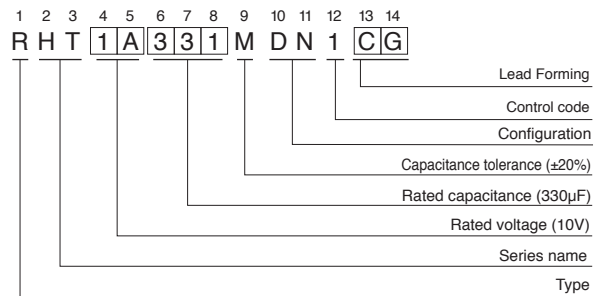 1 2 3 4 5 6 7 8 9 10 11 12 13 14
R H T 1 A 3 3 1 M D N 1 C G
Lead Forming
Control code
Configuration
Capacitance tolerance (±20%)
Rated capacitance (330µF)
Rated voltage (10V)
Series name
Type